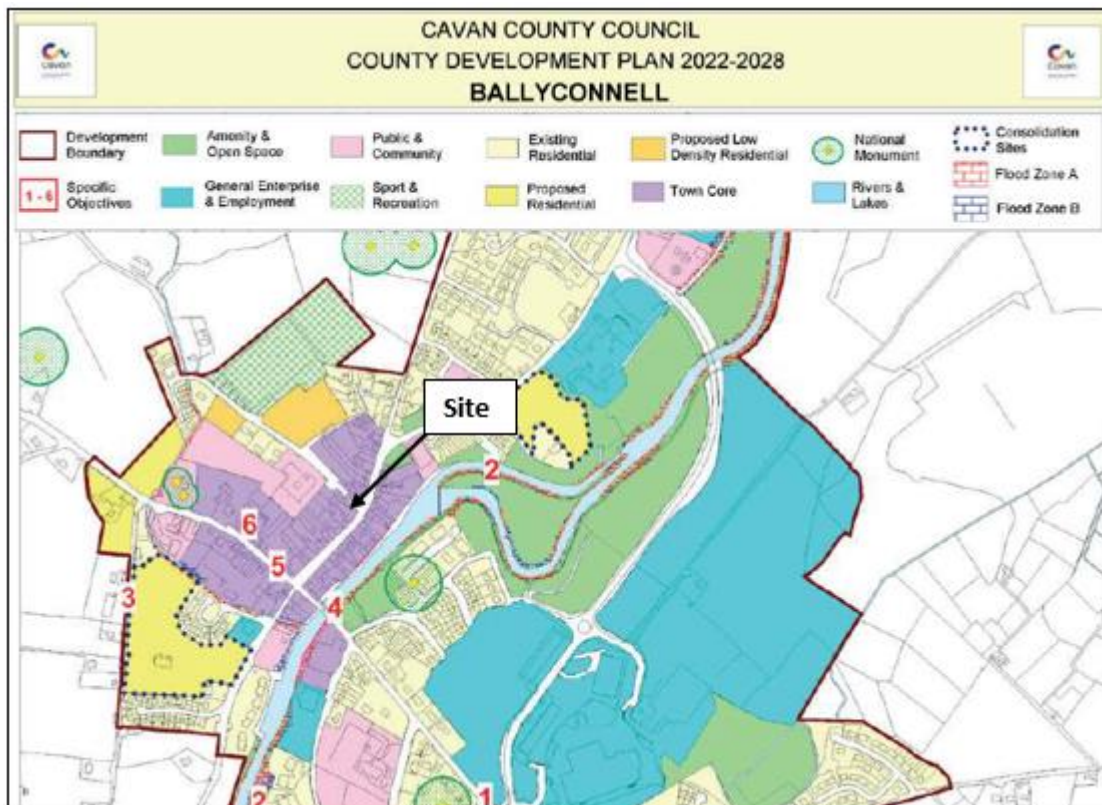 CAVAN COUNTY COUNCIL
COUNTY DEVELOPMENT PLAN 2022-2028
BALLYCONNELL
Cavan
Cavan
Development
Boundary
Amenity &
Open Space
Public &
Community
Existing
Residential
Proposed Low
Density Residential
National
Monument
Consolidation
Sites
1 - 6
Specific
Objectives
General Enterprise
& Employment
Sport &
Recreation
Proposed
Residential
Town Core
Rivers &
Lakes
Flood Zone A
Flood Zone B
Site
2
6
5
3
4
2
1